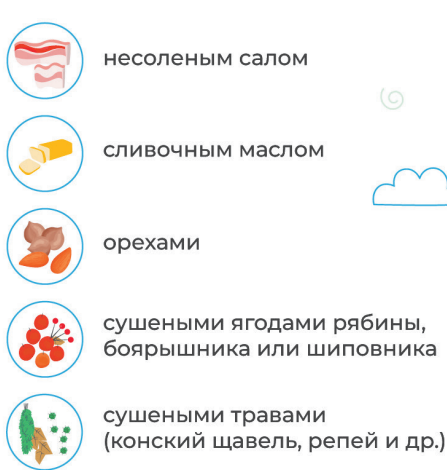 несоленым салом
сливочным маслом
орехами
сушеными ягодами рябины,
боярышника или шиповника
сушеными травами
(конский щавель, репей и др.)